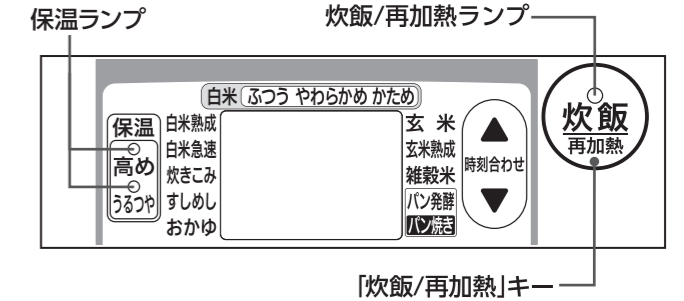 保温ランプ
炊飯/再加熱ランプ
白米 ふつう やわらかめ かため
保温
高め
うるつや
白米熟成
白米急速
炊きこみ
すしめし
おかゆ
玄米
玄米熟成
雑穀米
パン発酵
パン焼き
時刻合わせ
炊飯
再加熱
「炊飯/再加熱」キー